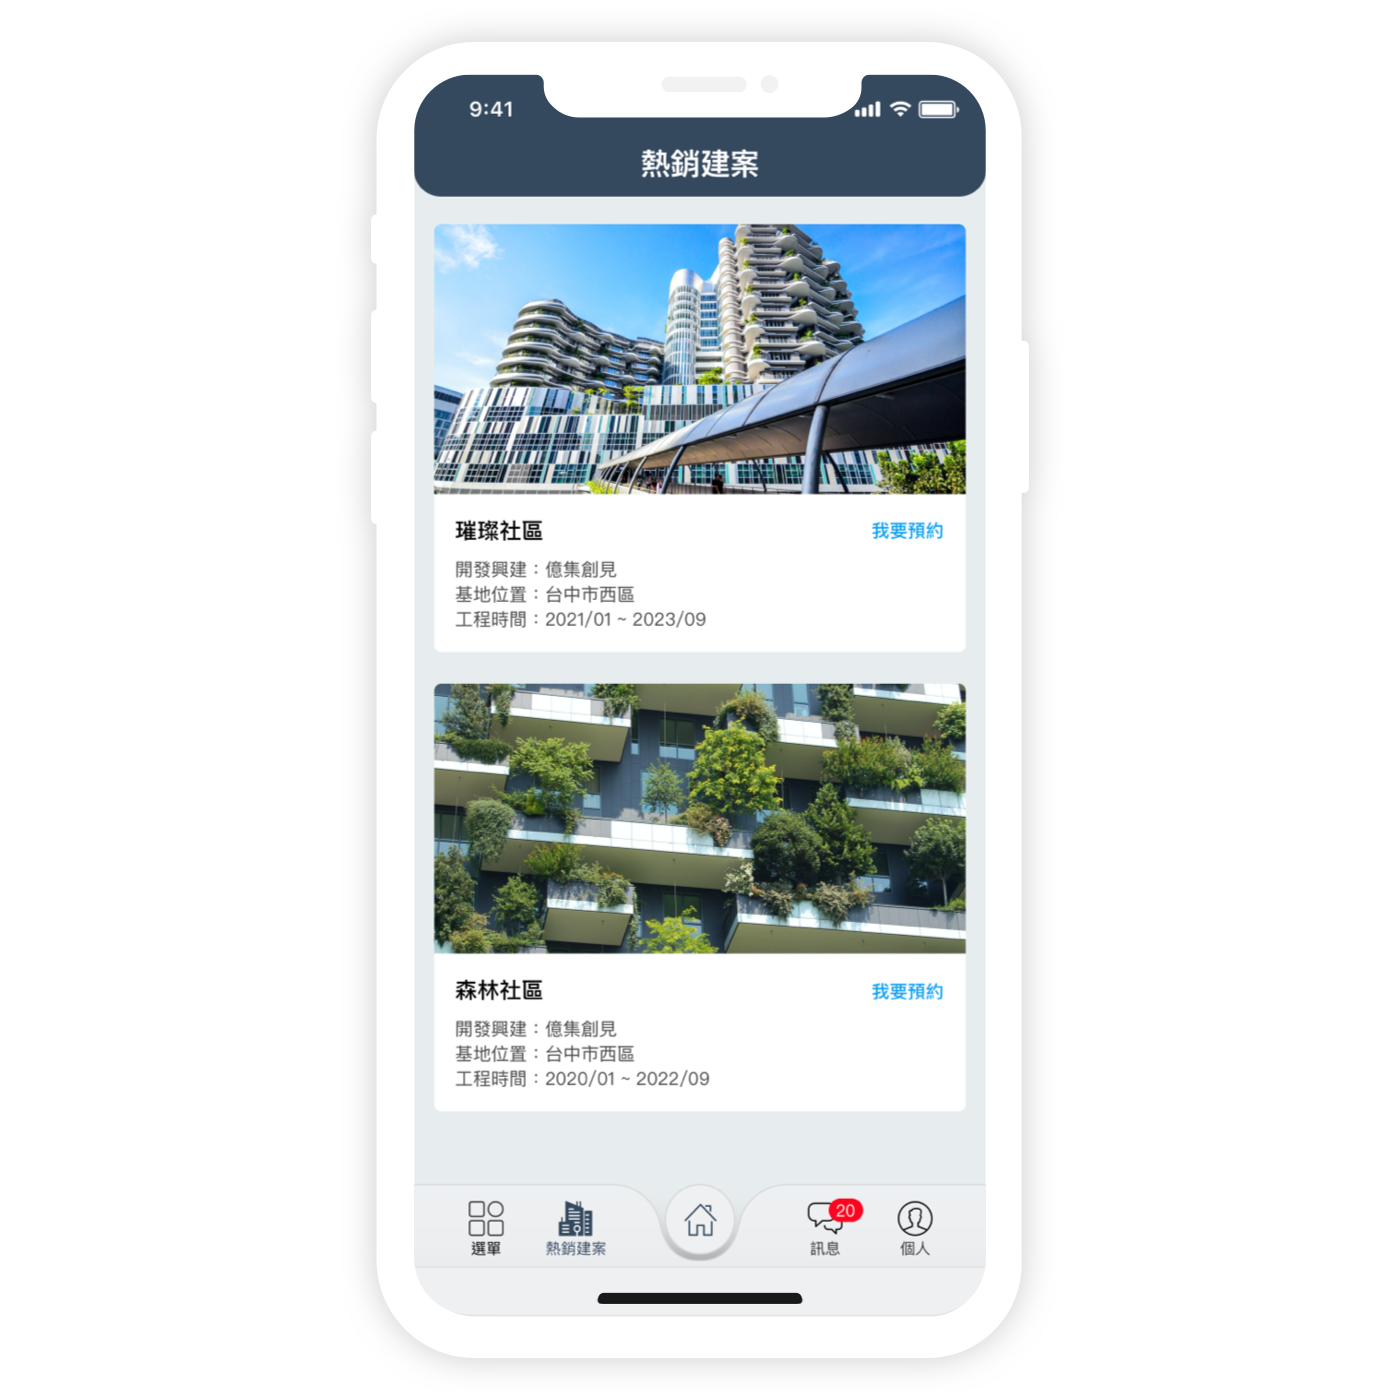 9:41
熱銷建案
璀璨社區
我要預約
開發興建：億集創見
基地位置：台中市西區
工程時間：2021/01 ~ 2023/09
森林社區
我要預約
開發興建：億集創見
基地位置：台中市西區
工程時間：2020/01 ~ 2022/09
20
選單
熱銷建案
訊息
個人